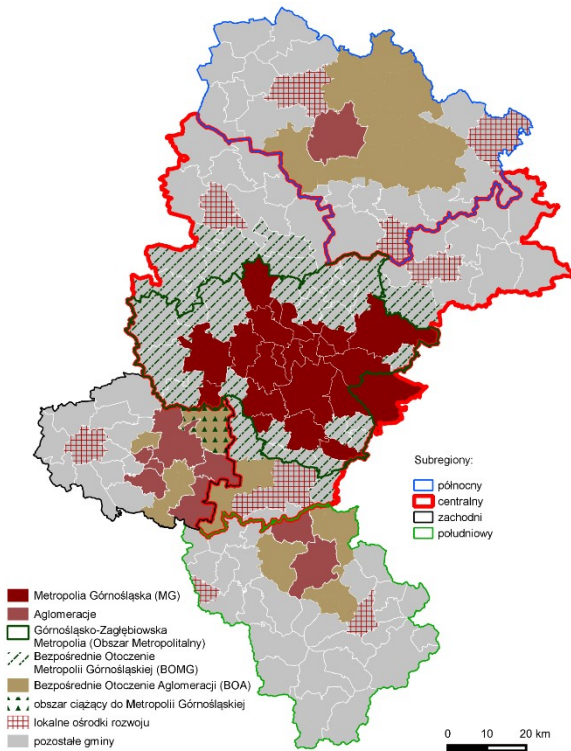 Subregiony:
północny
centralny
zachodni
południowy
Metropolia Górnośląska (MG)
Aglomeracje
Górnośląsko-Zagłębiowska
Metropolia (Obszar Metropolitalny)
Bezpośrednie Otoczenie
Metropolii Górnośląskiej (BOMG)
Bezpośrednie Otoczenie Aglomeracji (BOA)
obszar ciążący do Metropolii Górnośląskiej
lokalne ośrodki rozwoju
pozostałe gminy
0 10 20 km